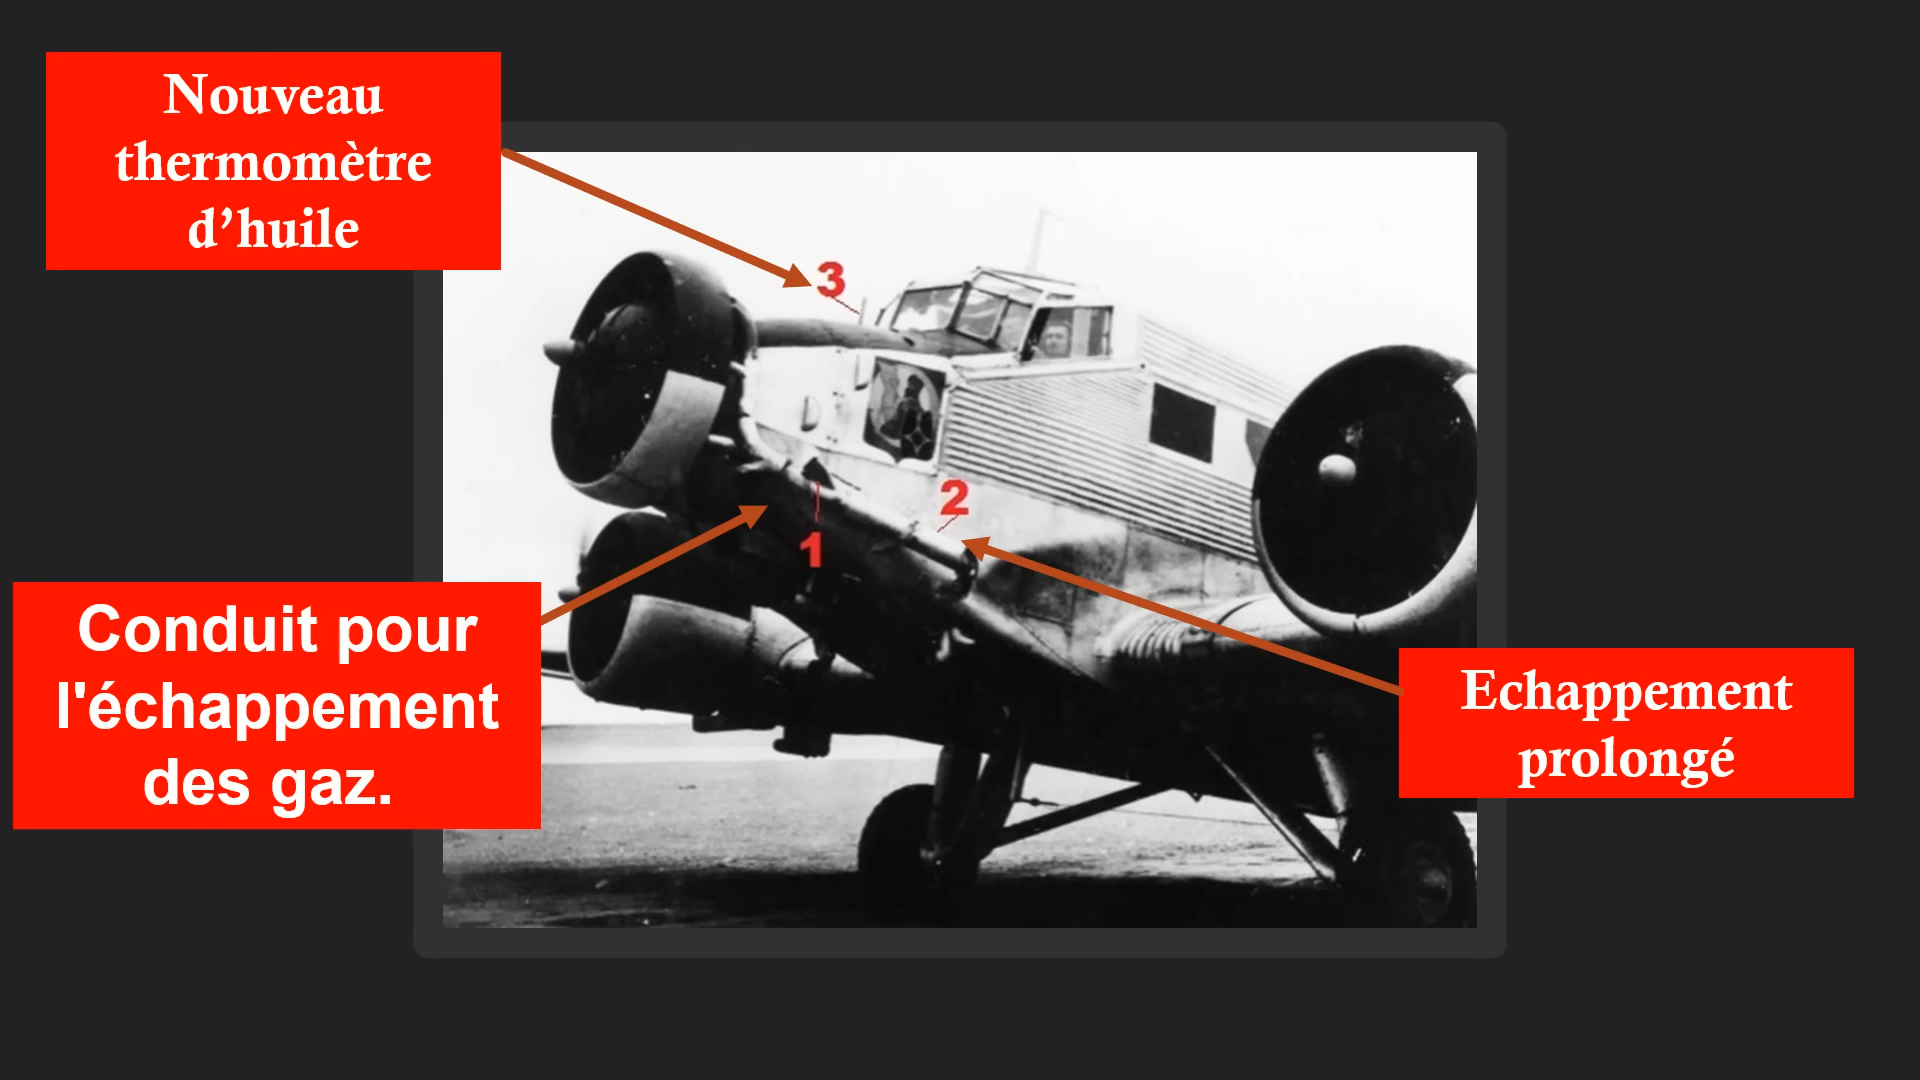 Nouveau
thermomètre
d’huile
3
2
1
Conduit pour
l'échappement
des gaz.
Echappement
prolongé